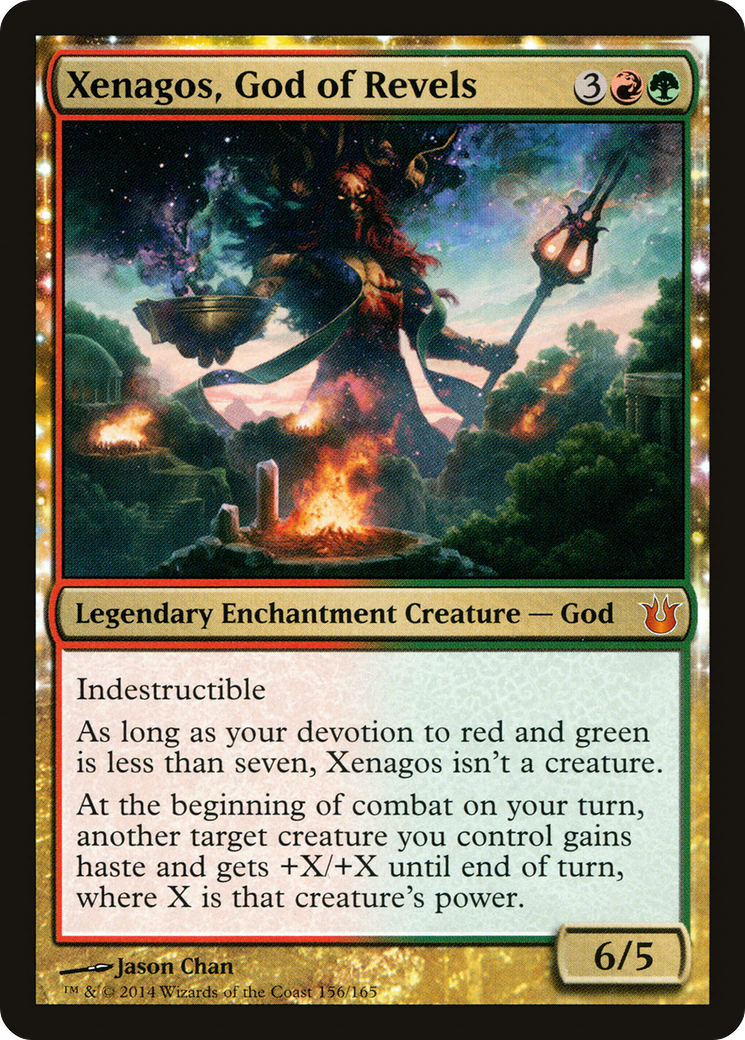 Xenagos, God of Revels 3
Legendary Enchantment Creature — God
Indestructible
As long as your devotion to red and green
is less than seven, Xenagos isn't a creature.
At the beginning of combat on your turn,
another target creature you control gains
haste and gets +X/+X until end of turn,
where X is that creature's power.
6/5
Jason Chan
™ & © 2014 Wizards of the Coast 156/165